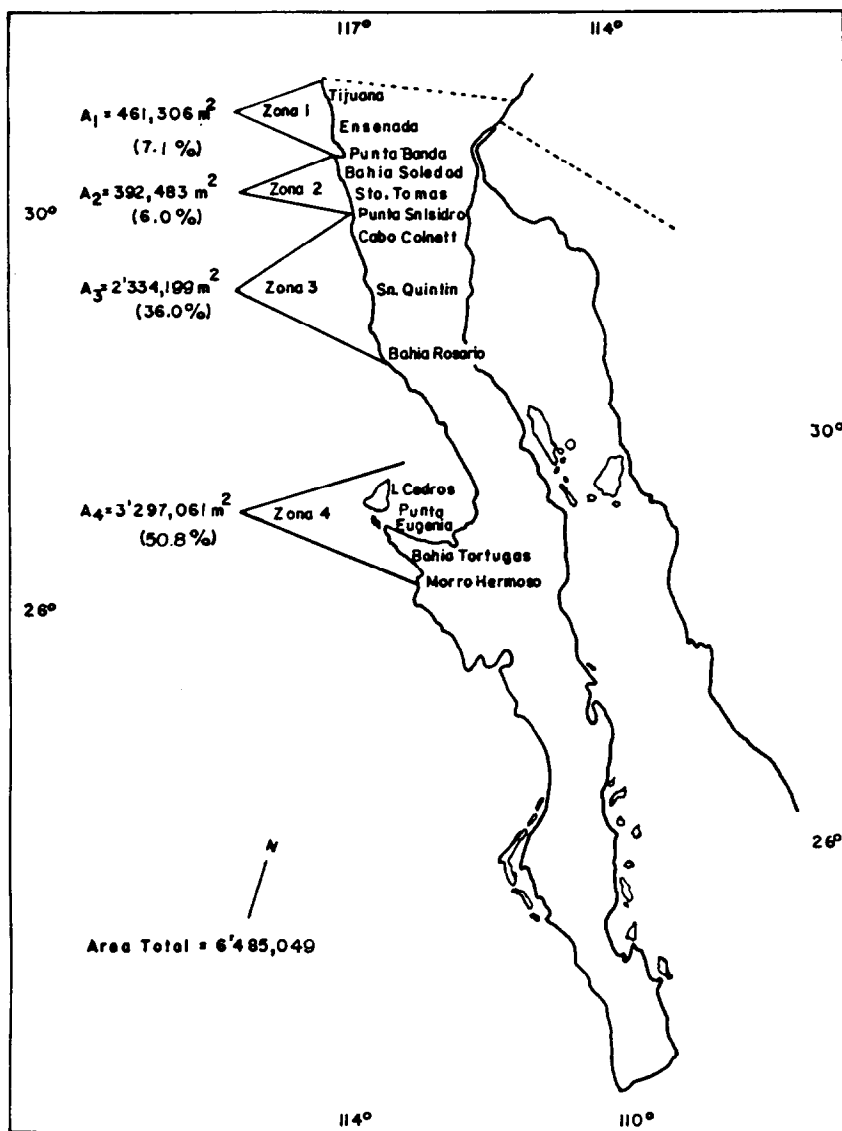 117° 114°
Tijuana
A₁ = 461,306 m²
Zona 1
(7.1 %)
Ensenada
Punta Banda
Bahia Soledad
A₂ = 392,483 m²
Zona 2
(6.0 %)
Sto. Tomas
30°
Punta Sn Isidro
Cabo Colnett
A₃ = 2'334,199 m²
Zona 3
(36.0 %)
Sn. Quintin
Bahia Rosario
30°
I. Cedros
A₄ = 3'297,061 m²
Zona 4
(50.8 %)
Punta
Eugenia
Bahia Tortugas
Morro Hermoso
26°
26°
N
Area Total = 6'485,049
114° 110°